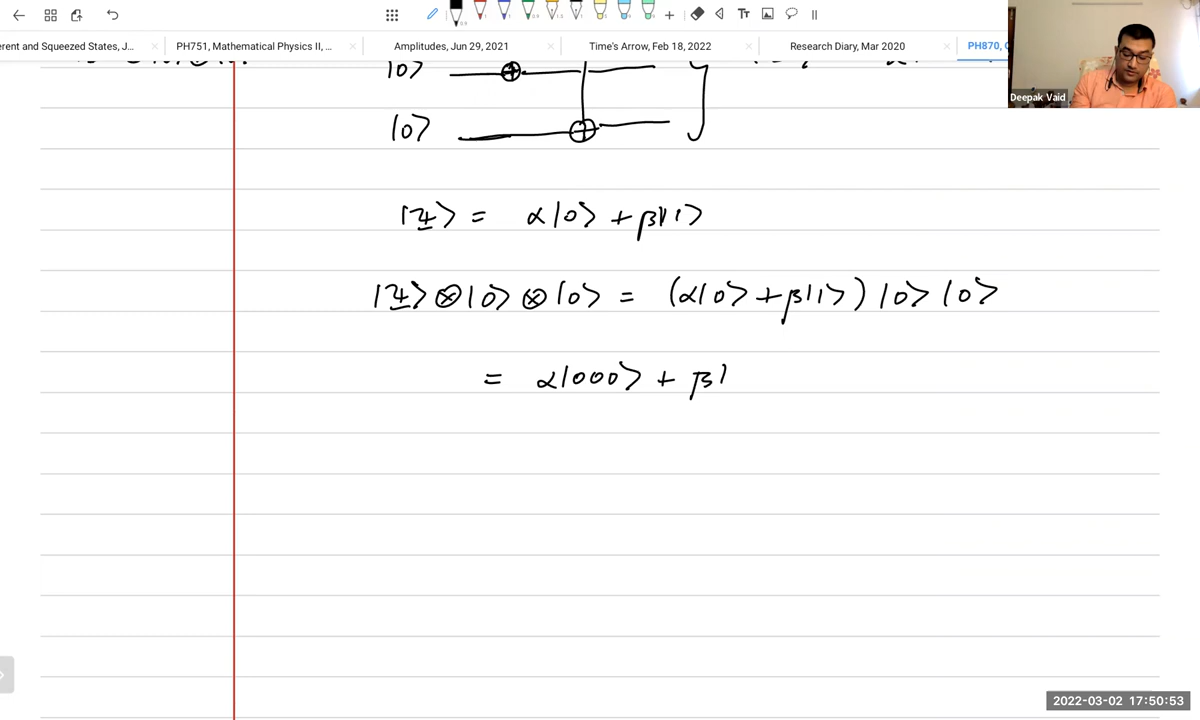 erent and Squeezed States, J... × PH751, Mathematical Physics II, ... × Amplitudes, Jun 29, 2021 × Time's Arrow, Feb 18, 2022 × Research Diary, Mar 2020 × PH870,
Deepak Vaid
|0⟩
|0⟩
|Ψ⟩ = α|0⟩ + β|1⟩
|Ψ⟩ ⊗ |0⟩ ⊗ |0⟩ = (α|0⟩ + β|1⟩) |0⟩ |0⟩
= α|000⟩ + β|
2022-03-02 17:50:53